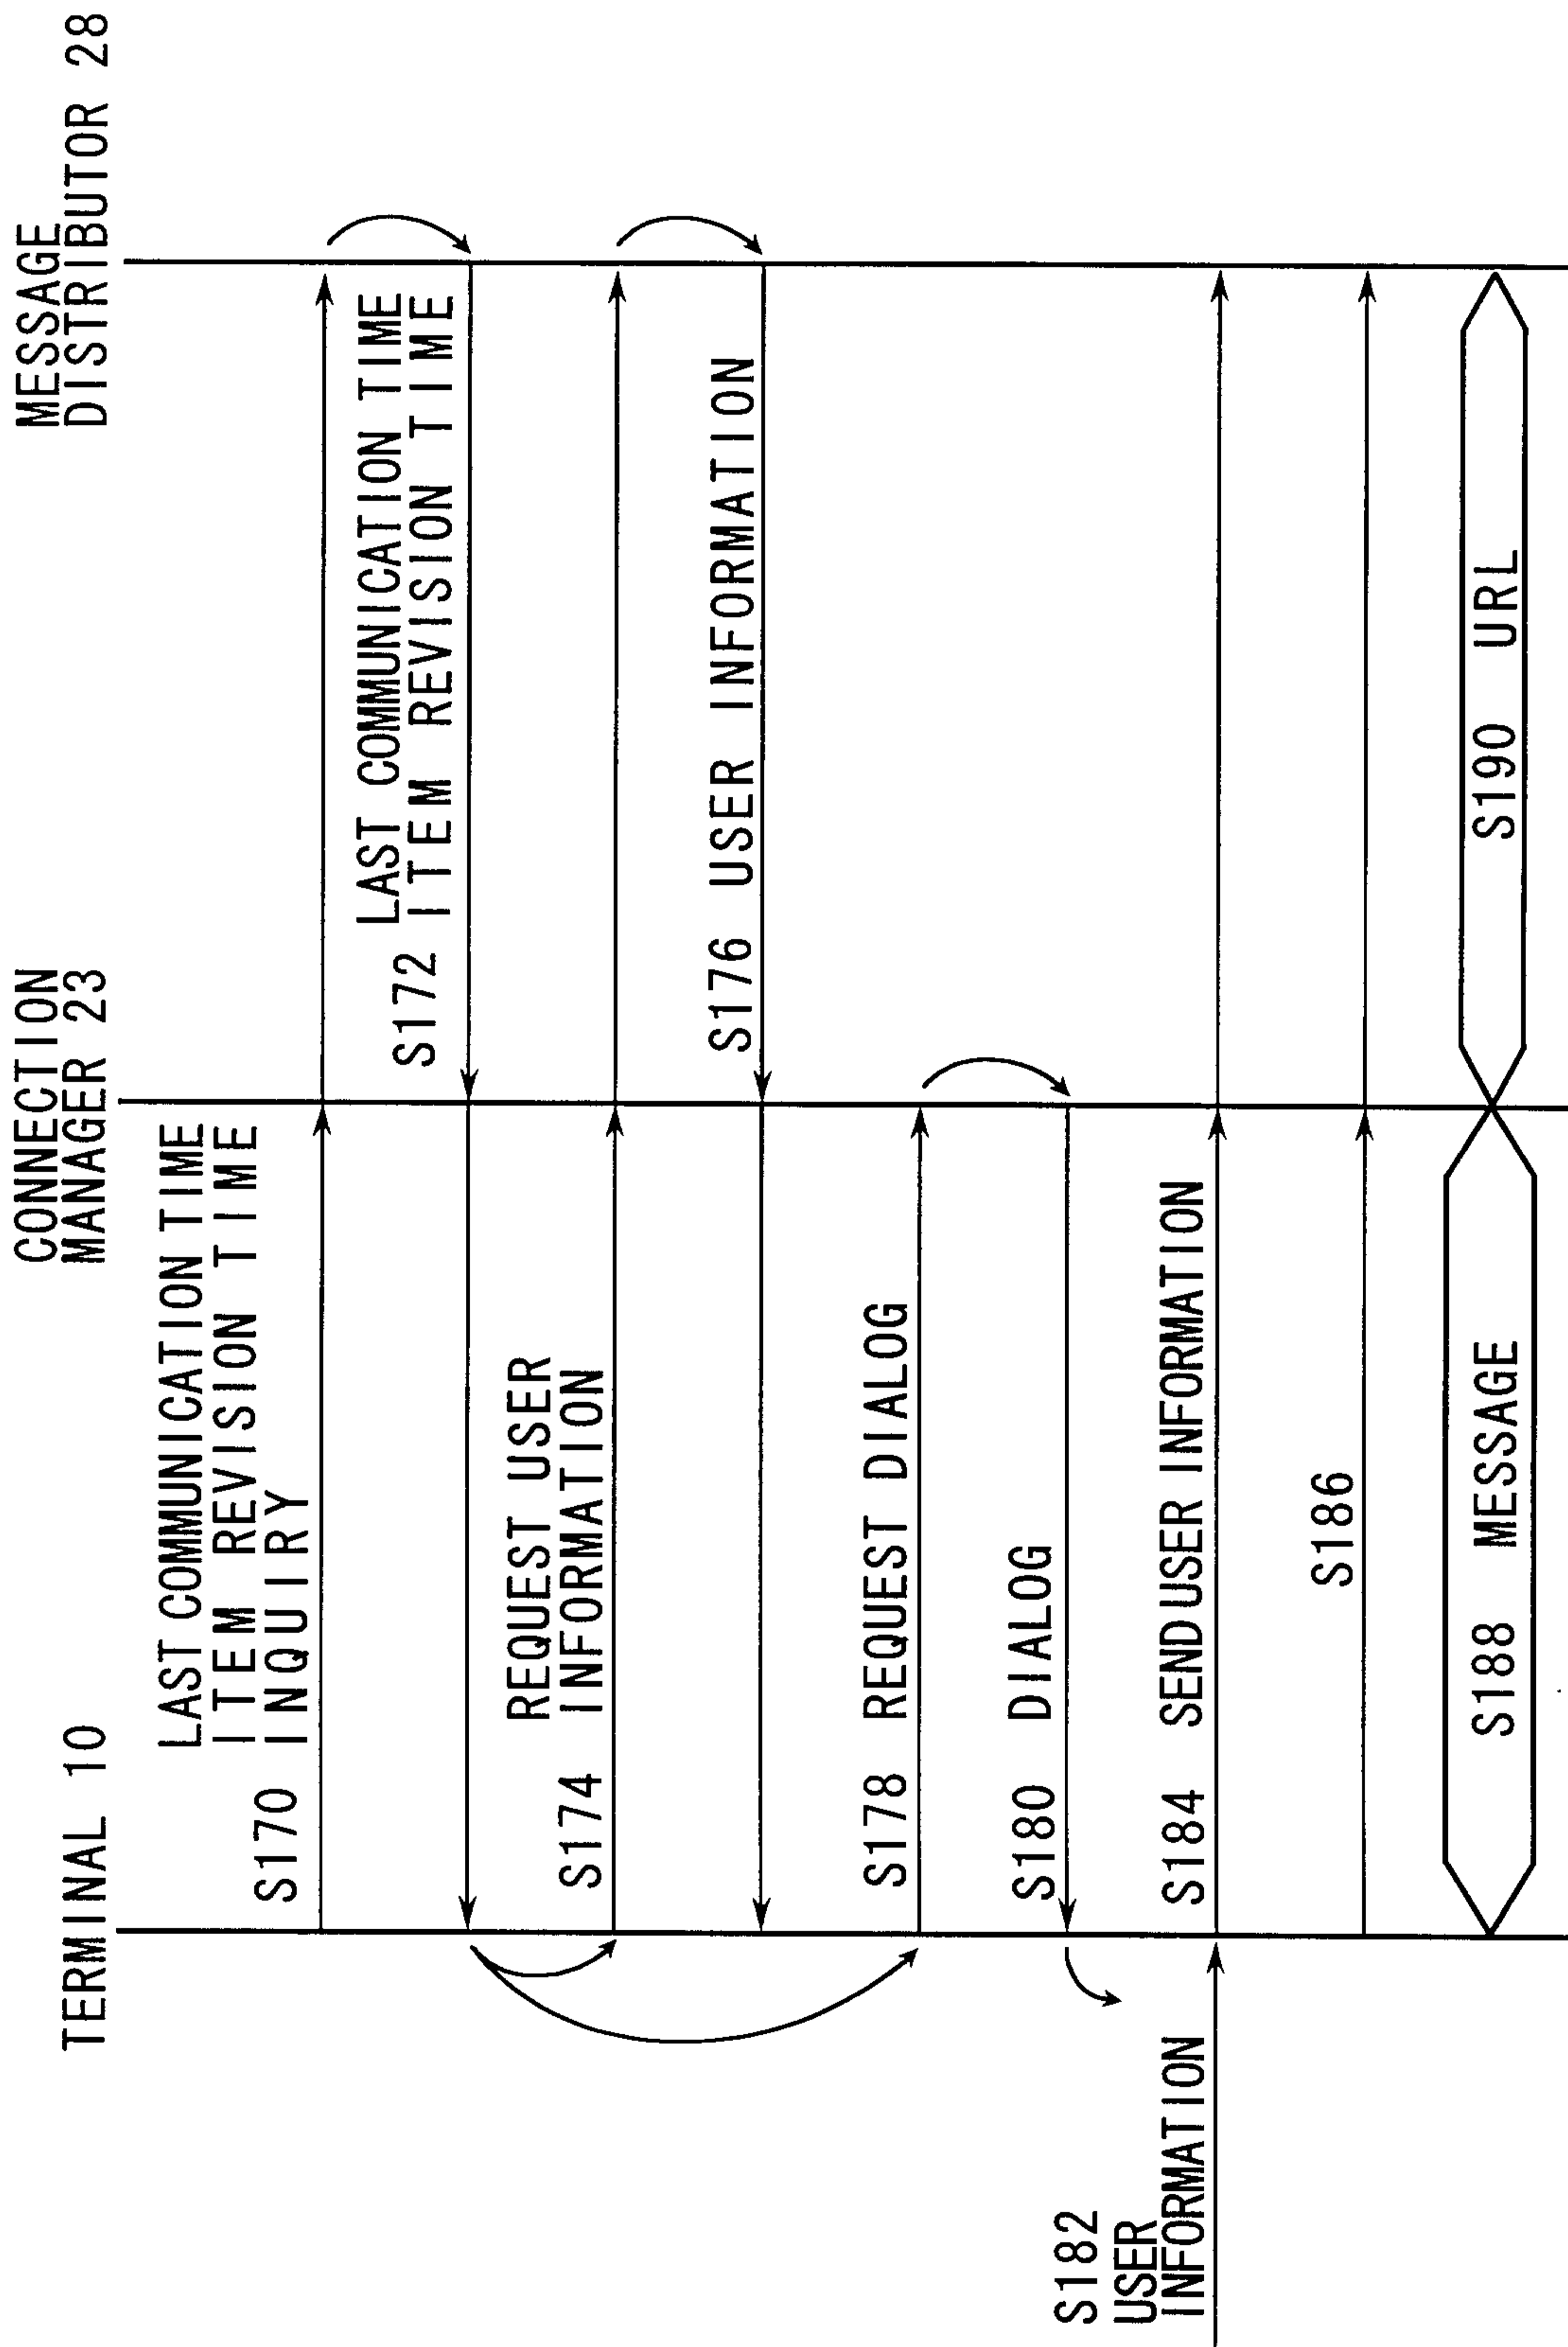 TERMINAL 10
CONNECTION
MANAGER 23
MESSAGE
DISTRIBUTOR 28
LAST COMMUNICATION TIME
ITEM REVISION TIME
S170 INQUIRY
LAST COMMUNICATION TIME
S172 ITEM REVISION TIME
REQUEST USER
S174 INFORMATION
S176 USER INFORMATION
S178 REQUEST DIALOG
S180 DIALOG
S182
USER
INFORMATION
S184 SEND USER INFORMATION
S186
S188 MESSAGE
S190 URL